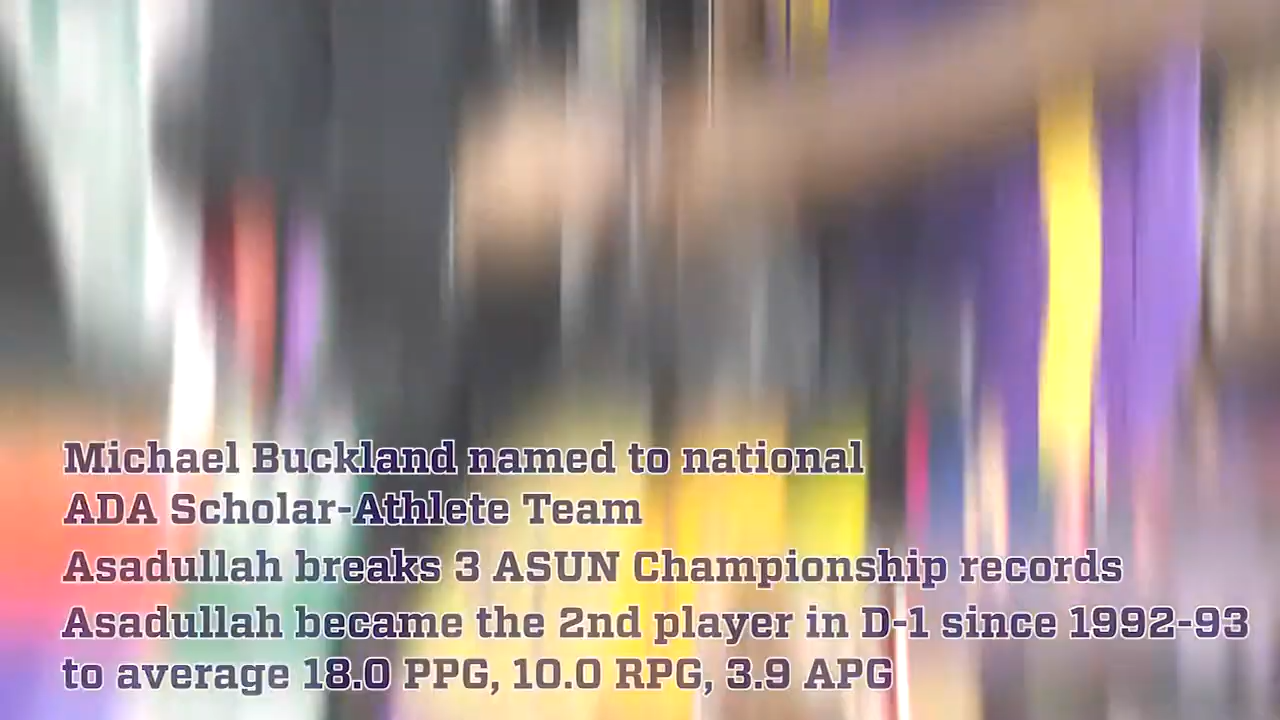 Michael Buckland named to national
ADA Scholar-Athlete Team
Asadullah breaks 3 ASUN Championship records
Asadullah became the 2nd player in D-1 since 1992-93
to average 18.0 PPG, 10.0 RPG, 3.9 APG